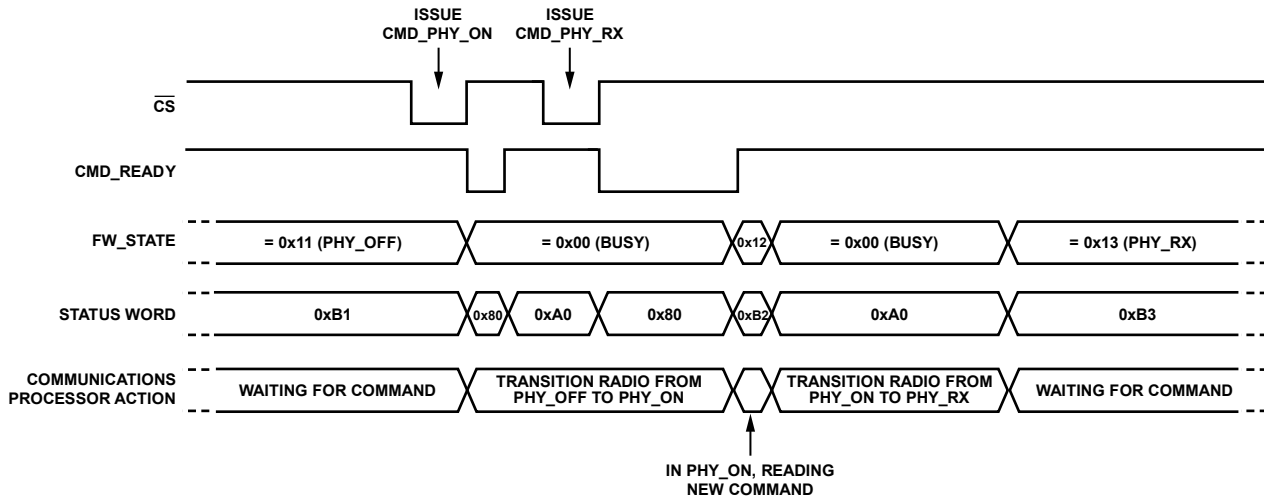 ISSUE
CMD_PHY_ON
ISSUE
CMD_PHY_RX
CS
CMD_READY
FW_STATE
= 0x11 (PHY_OFF)
= 0x00 (BUSY)
0x12
= 0x00 (BUSY)
= 0x13 (PHY_RX)
STATUS WORD
0xB1
0x80
0xA0
0x80
0xB2
0xA0
0xB3
COMMUNICATIONS
PROCESSOR ACTION
WAITING FOR COMMAND
TRANSITION RADIO FROM
PHY_OFF TO PHY_ON
TRANSITION RADIO FROM
PHY_ON TO PHY_RX
WAITING FOR COMMAND
IN PHY_ON, READING
NEW COMMAND